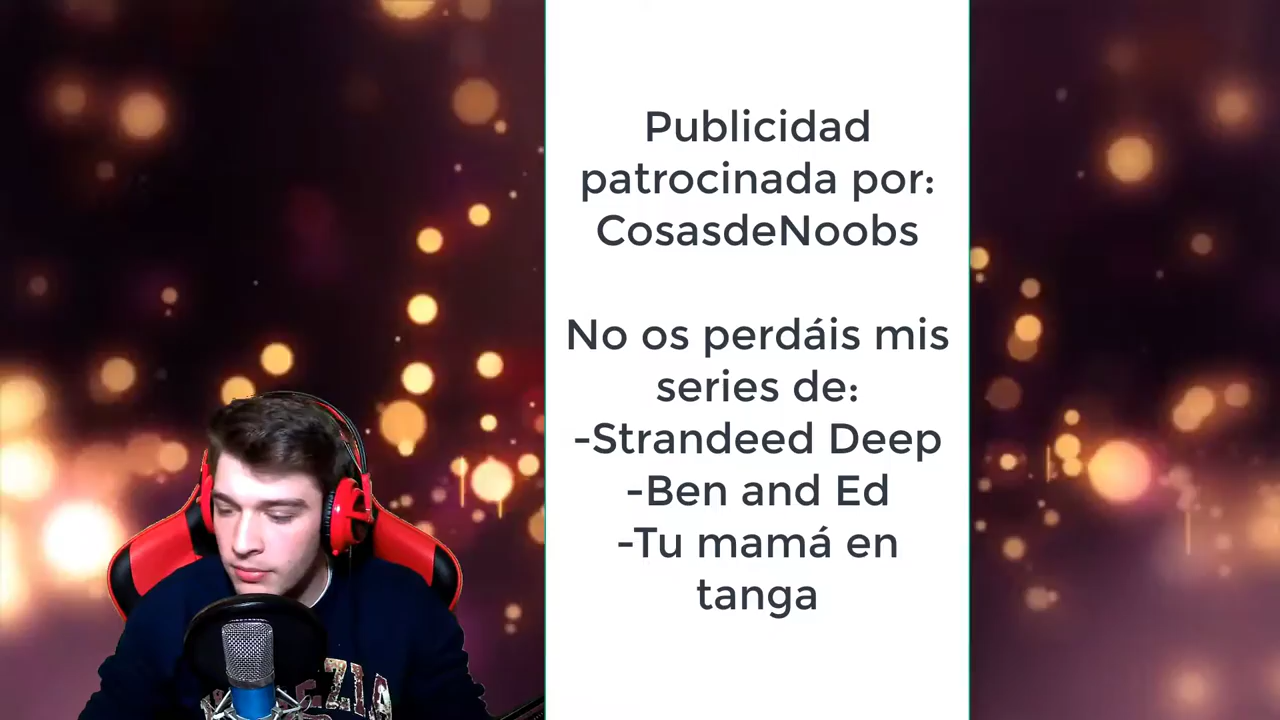 Publicidad
patrocinada por:
CosasdeNoobs
No os perdáis mis
series de:
-Strandeed Deep
-Ben and Ed
-Tu mamá en
tanga